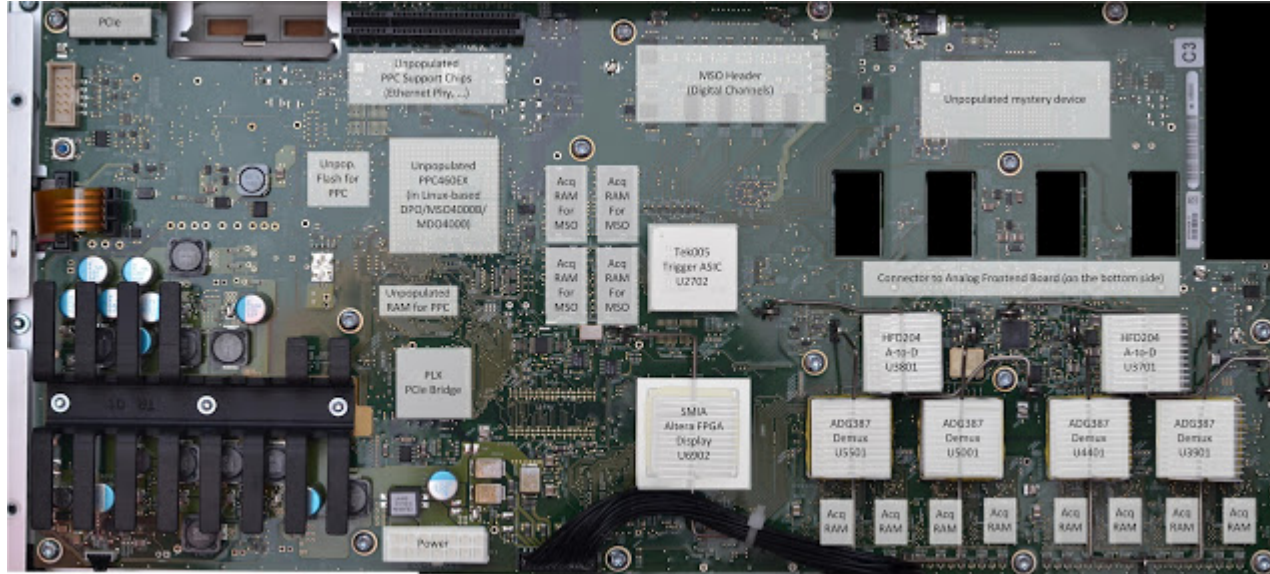 PCIe
Unpopulated
PPC Support Chips
(Ethernet Phy, ...)
MSO Header
(Digital Channels)
Unpopulated mystery device
C3
Unpop.
Flash for
PPC
Unpopulated
PPC460EX
(in Linux-based
DPO/MSO4000B/
MDO4000)
Acq
RAM
For
MSO
Acq
RAM
For
MSO
Acq
RAM
For
MSO
Acq
RAM
For
MSO
Tek005
Trigger ASIC
U2702
Connector to Analog Frontend Board (on the bottom side)
Unpopulated
RAM for PPC
HFD204
A-to-D
U3801
HFD204
A-to-D
U3701
PLX
PCIe Bridge
SMIA
Altera FPGA
Display
U6902
ADG387
Demux
U5501
ADG387
Demux
U5001
ADG387
Demux
U4401
ADG387
Demux
U3901
Acq
RAM
Acq
RAM
Acq
RAM
Acq
RAM
Acq
RAM
Acq
RAM
Acq
RAM
Acq
RAM
Power